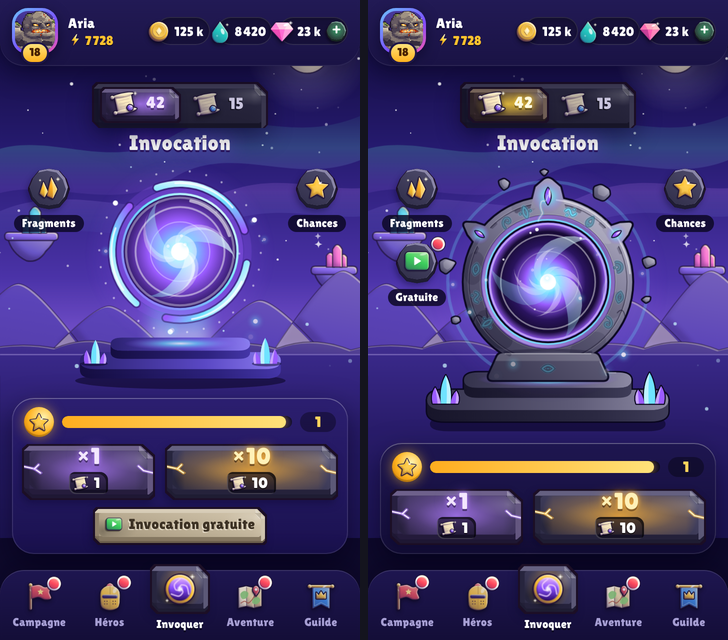 Aria
7728
18
125 k
8420
23 k
+
42
15
Invocation
Fragments
Chances
1
×1
1
×10
10
Invocation gratuite
Campagne
Héros
Invoquer
Aventure
Guilde
Aria
7728
18
125 k
8420
23 k
+
42
15
Invocation
Fragments
Chances
Gratuite
1
×1
1
×10
10
Campagne
Héros
Invoquer
Aventure
Guilde